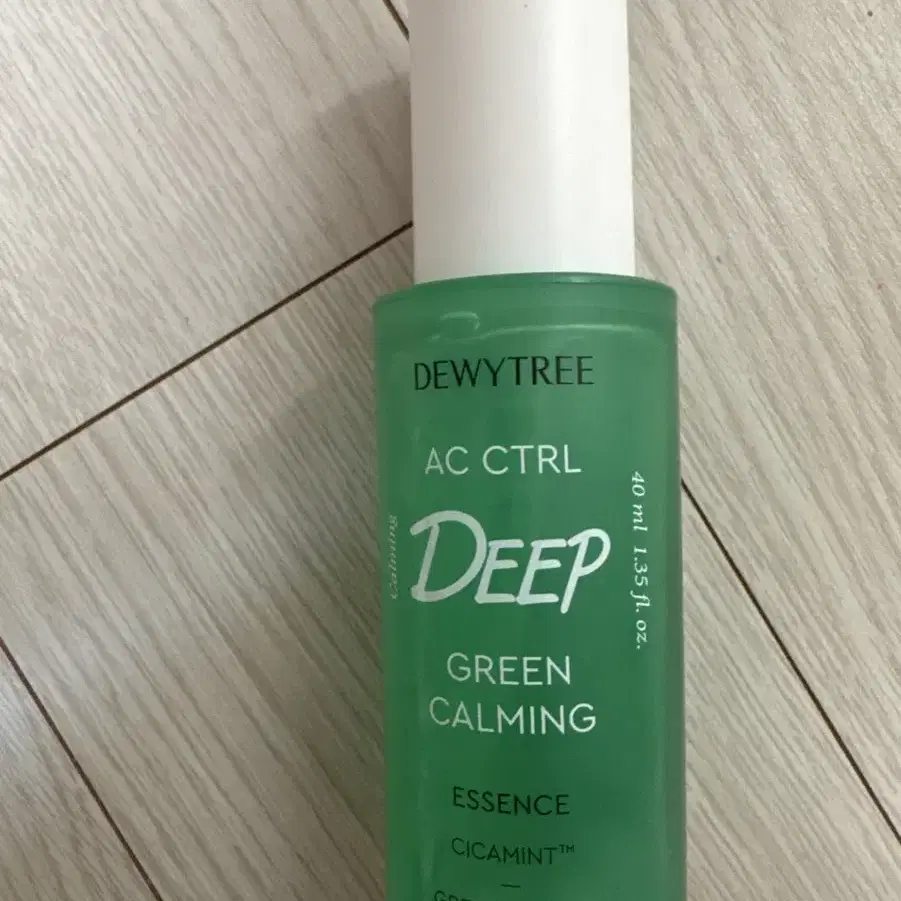 DEWYTREE
AC CTRL
Calming
DEEP
40 ml 1.35 fl. oz.
GREEN
CALMING
ESSENCE
CICAMINT™
—